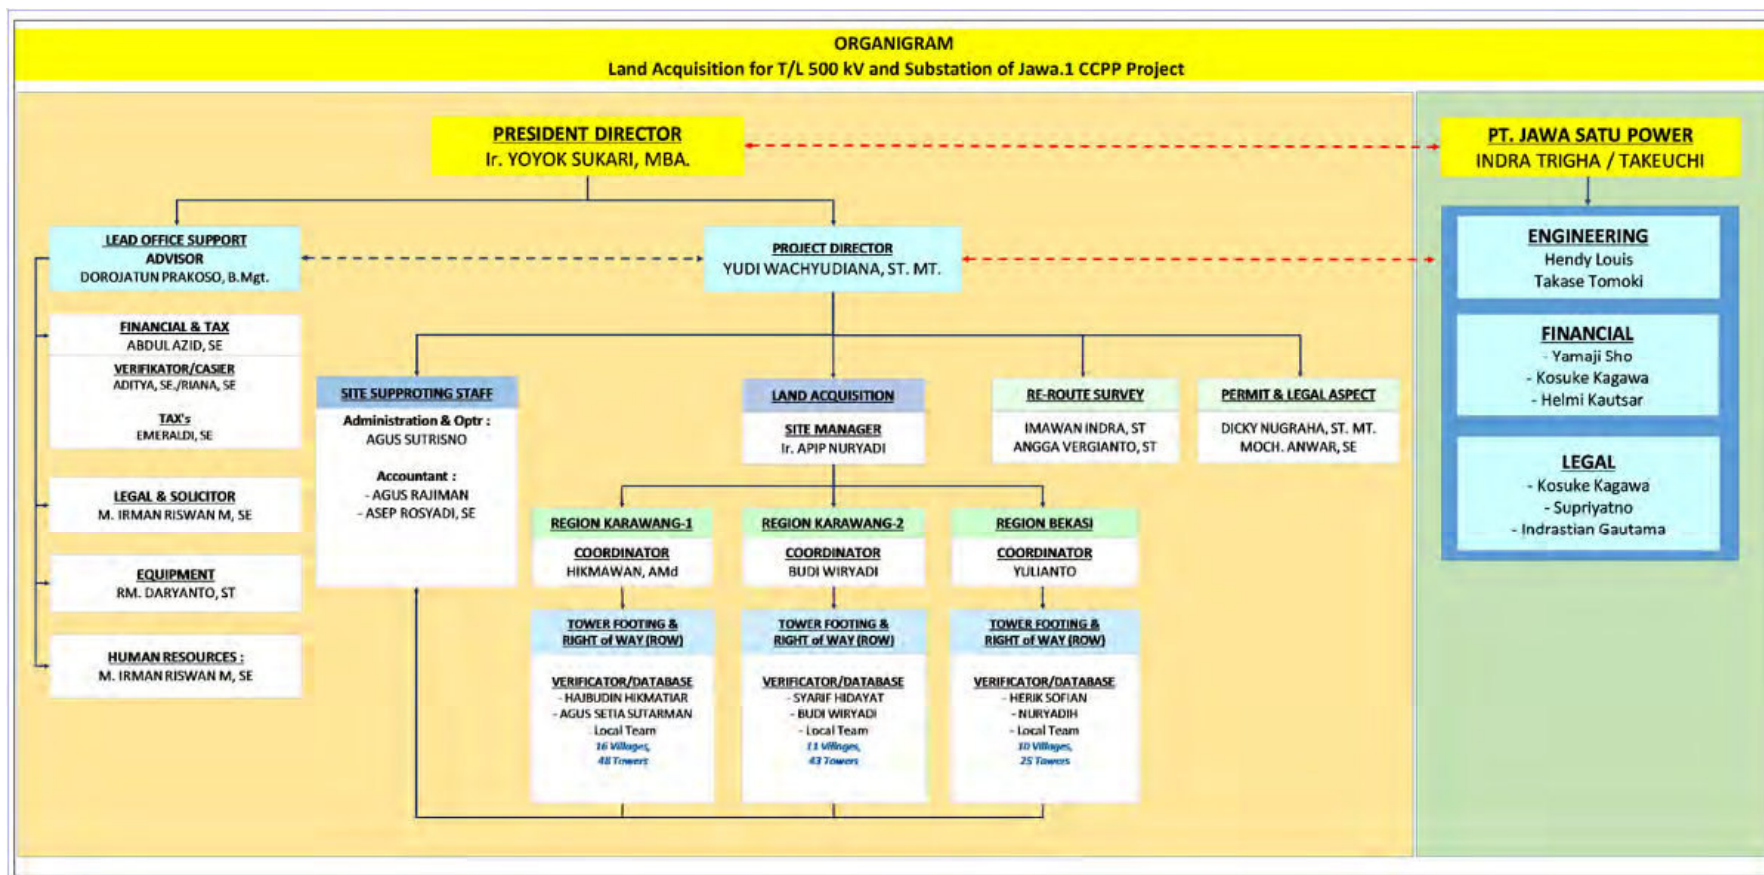 ORGANIGRAM
Land Acquisition for T/L 500 kV and Substation of Jawa.1 CCPP Project
PRESIDENT DIRECTOR
Ir. YOYOK SUKARI, MBA.
PT. JAWA SATU POWER
INDRA TRIGHA / TAKEUCHI
LEAD OFFICE SUPPORT
ADVISOR
DOROJATUN PRAKOSO, B.Mgt.
PROJECT DIRECTOR
YUDI WACHYUDIANA, ST. MT.
ENGINEERING
Hendy Louis
Takase Tomoki
FINANCIAL
- Yamaji Sho
- Kosuke Kagawa
- Helmi Kautsar
LEGAL
- Kosuke Kagawa
- Supriyatno
- Indrastian Gautama
FINANCIAL & TAX
ABDUL AZID, SE
VERIFIKATOR/CASIER
ADITYA, SE./RIANA, SE
TAX's
EMERALDI, SE
LEGAL & SOLICITOR
M. IRMAN RISWAN M, SE
EQUIPMENT
RM. DARYANTO, ST
HUMAN RESOURCES :
M. IRMAN RISWAN M, SE
SITE SUPPROTING STAFF
Administration & Optr :
AGUS SUTRISNO
Accountant :
- AGUS RAJIMAN
- ASEP ROSYADI, SE
LAND ACQUISITION
SITE MANAGER
Ir. APIP NURYADI
RE-ROUTE SURVEY
IMAWAN INDRA, ST
ANGGA VERGIANTO, ST
PERMIT & LEGAL ASPECT
DICKY NUGRAHA, ST. MT.
MOCH. ANWAR, SE
REGION KARAWANG-1
COORDINATOR
HIKMAWAN, AMd
TOWER FOOTING &
RIGHT of WAY (ROW)
VERIFICATOR/DATABASE
- HAJBUDIN HIKMATIAR
- AGUS SETIA SUTARMAN
Local Team
16 Villages,
48 Towers
REGION KARAWANG-2
COORDINATOR
BUDI WIRYADI
TOWER FOOTING &
RIGHT of WAY (ROW)
VERIFICATOR/DATABASE
- SYARIF HIDAYAT
- BUDI WIRYADI
- Local Team
11 Villages,
43 Towers
REGION BEKASI
COORDINATOR
YULIANTO
TOWER FOOTING &
RIGHT of WAY (ROW)
VERIFICATOR/DATABASE
- HERIK SOFIAN
- NURYADIH
- Local Team
10 Villages,
25 Towers